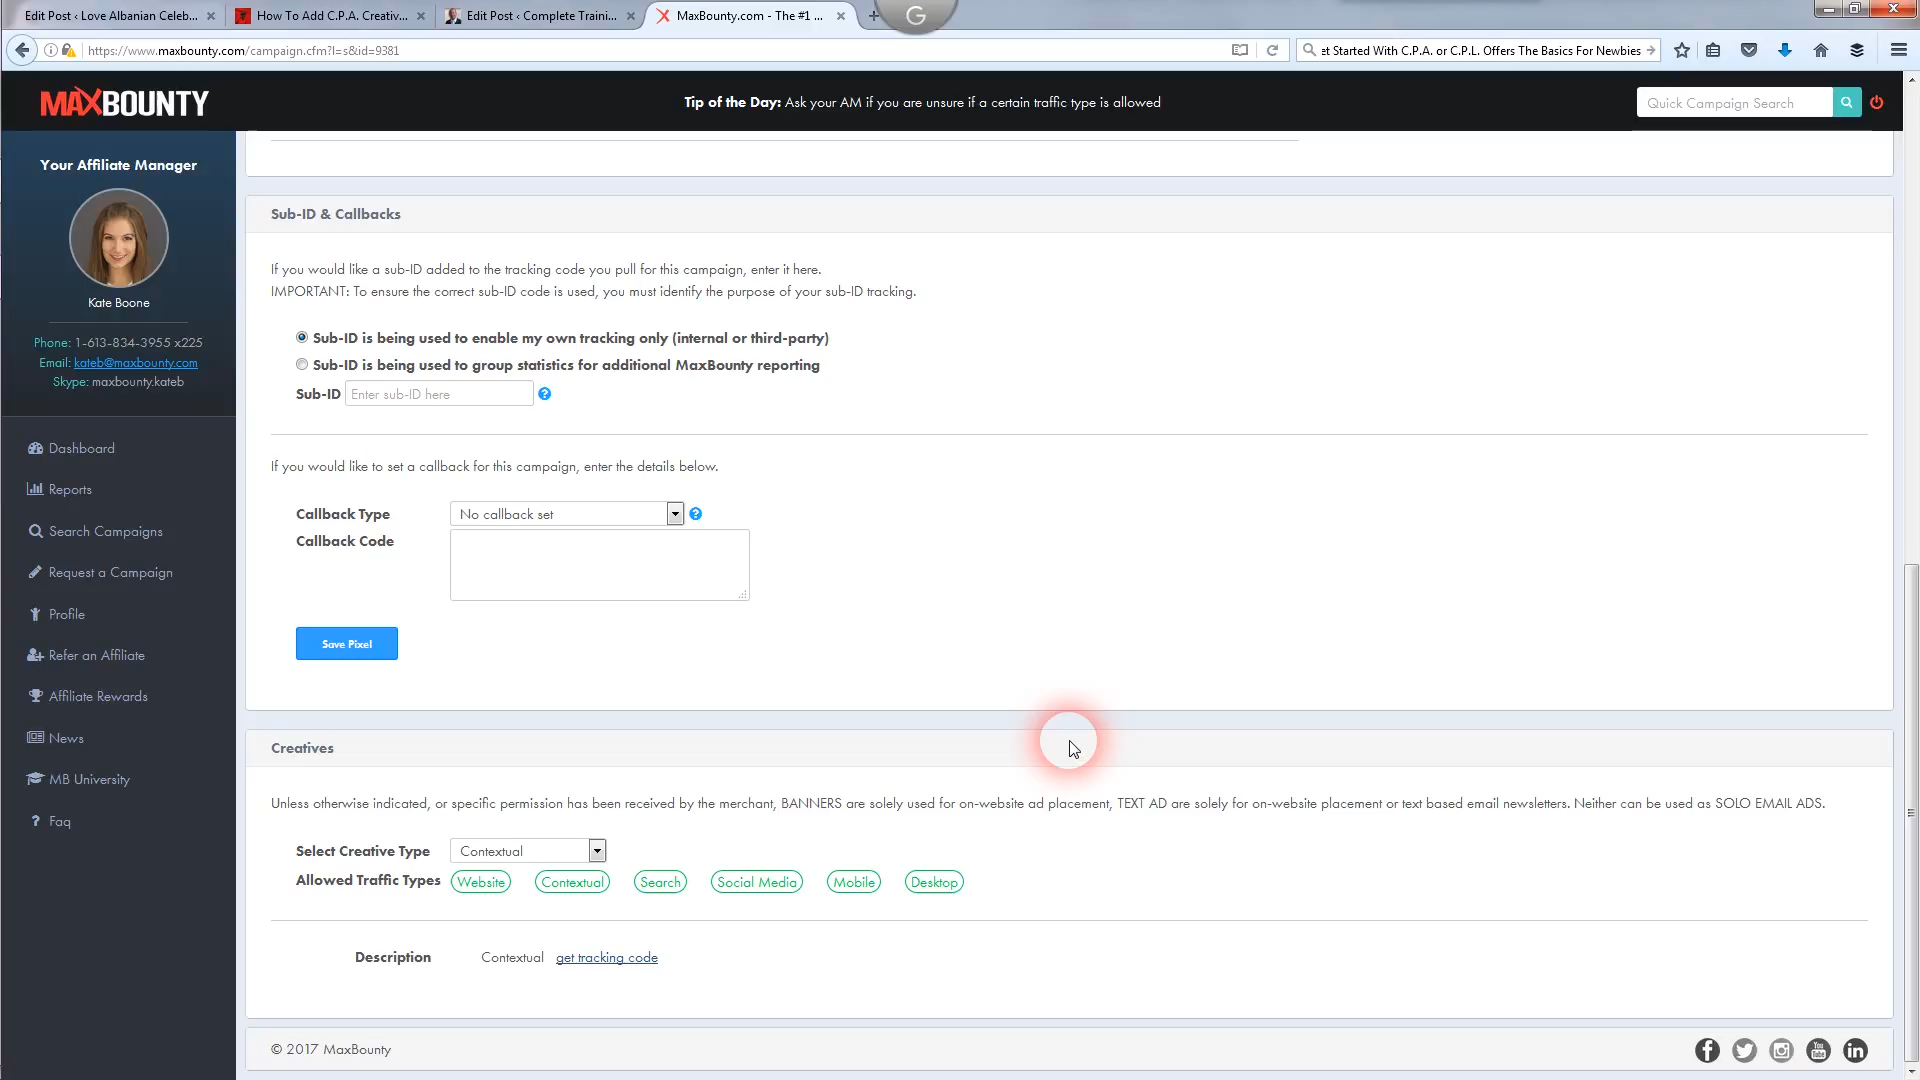 Edit Post ‹ Love Albanian Celeb...
How To Add C.P.A. Creativ...
Edit Post ‹ Complete Traini...
MaxBounty.com - The #1 ...
G
https://www.maxbounty.com/campaign.cfm?l=s&id=9381
et Started With C.P.A. or C.P.L. Offers The Basics For Newbies
MAXBOUNTY
Tip of the Day: Ask your AM if you are unsure if a certain traffic type is allowed
Quick Campaign Search
Your Affiliate Manager
Kate Boone
Phone: 1-613-834-3955 x225
Email: kateb@maxbounty.com
Skype: maxbounty.kateb
Dashboard
Reports
Search Campaigns
Request a Campaign
Profile
Refer an Affiliate
Affiliate Rewards
News
MB University
? Faq
Sub-ID & Callbacks
If you would like a sub-ID added to the tracking code you pull for this campaign, enter it here.
IMPORTANT: To ensure the correct sub-ID code is used, you must identify the purpose of your sub-ID tracking.
Sub-ID is being used to enable my own tracking only (internal or third-party)
Sub-ID is being used to group statistics for additional MaxBounty reporting
Sub-ID Enter sub-ID here ?
If you would like to set a callback for this campaign, enter the details below.
Callback Type No callback set ?
Callback Code
Save Pixel
Creatives
Unless otherwise indicated, or specific permission has been received by the merchant, BANNERS are solely used for on-website ad placement, TEXT AD are solely for on-website placement or text based email newsletters. Neither can be used as SOLO EMAIL ADS.
Select Creative Type Contextual
Allowed Traffic Types Website Contextual Search Social Media Mobile Desktop
Description Contextual get tracking code
© 2017 MaxBounty